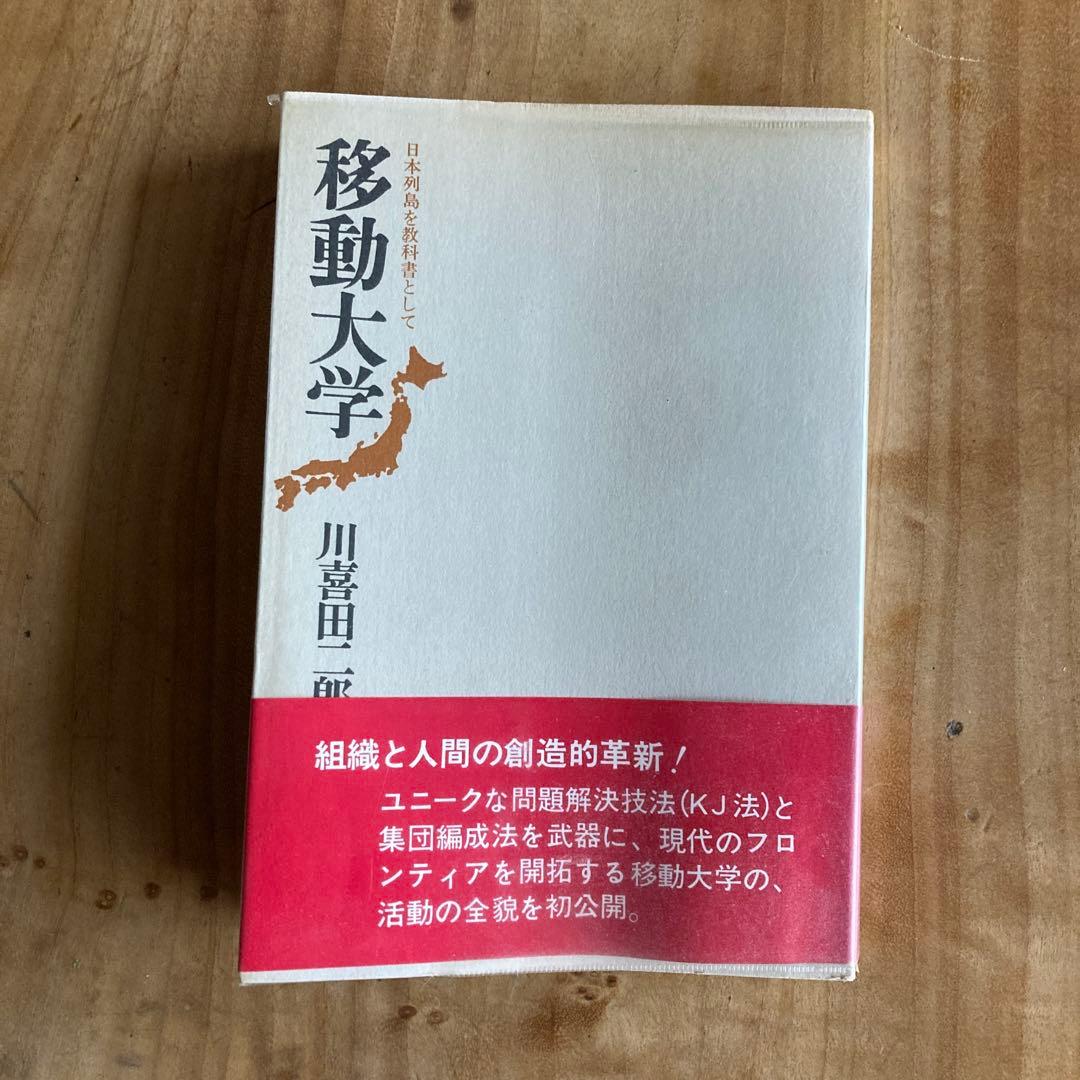 日本列島を教科書として
移動大学
川喜田二郎
組織と人間の創造的革新!
ユニークな問題解決技法(KJ法)と
集団編成法を武器に、現代のフロ
ンティアを開拓する移動大学の、
活動の全貌を初公開。